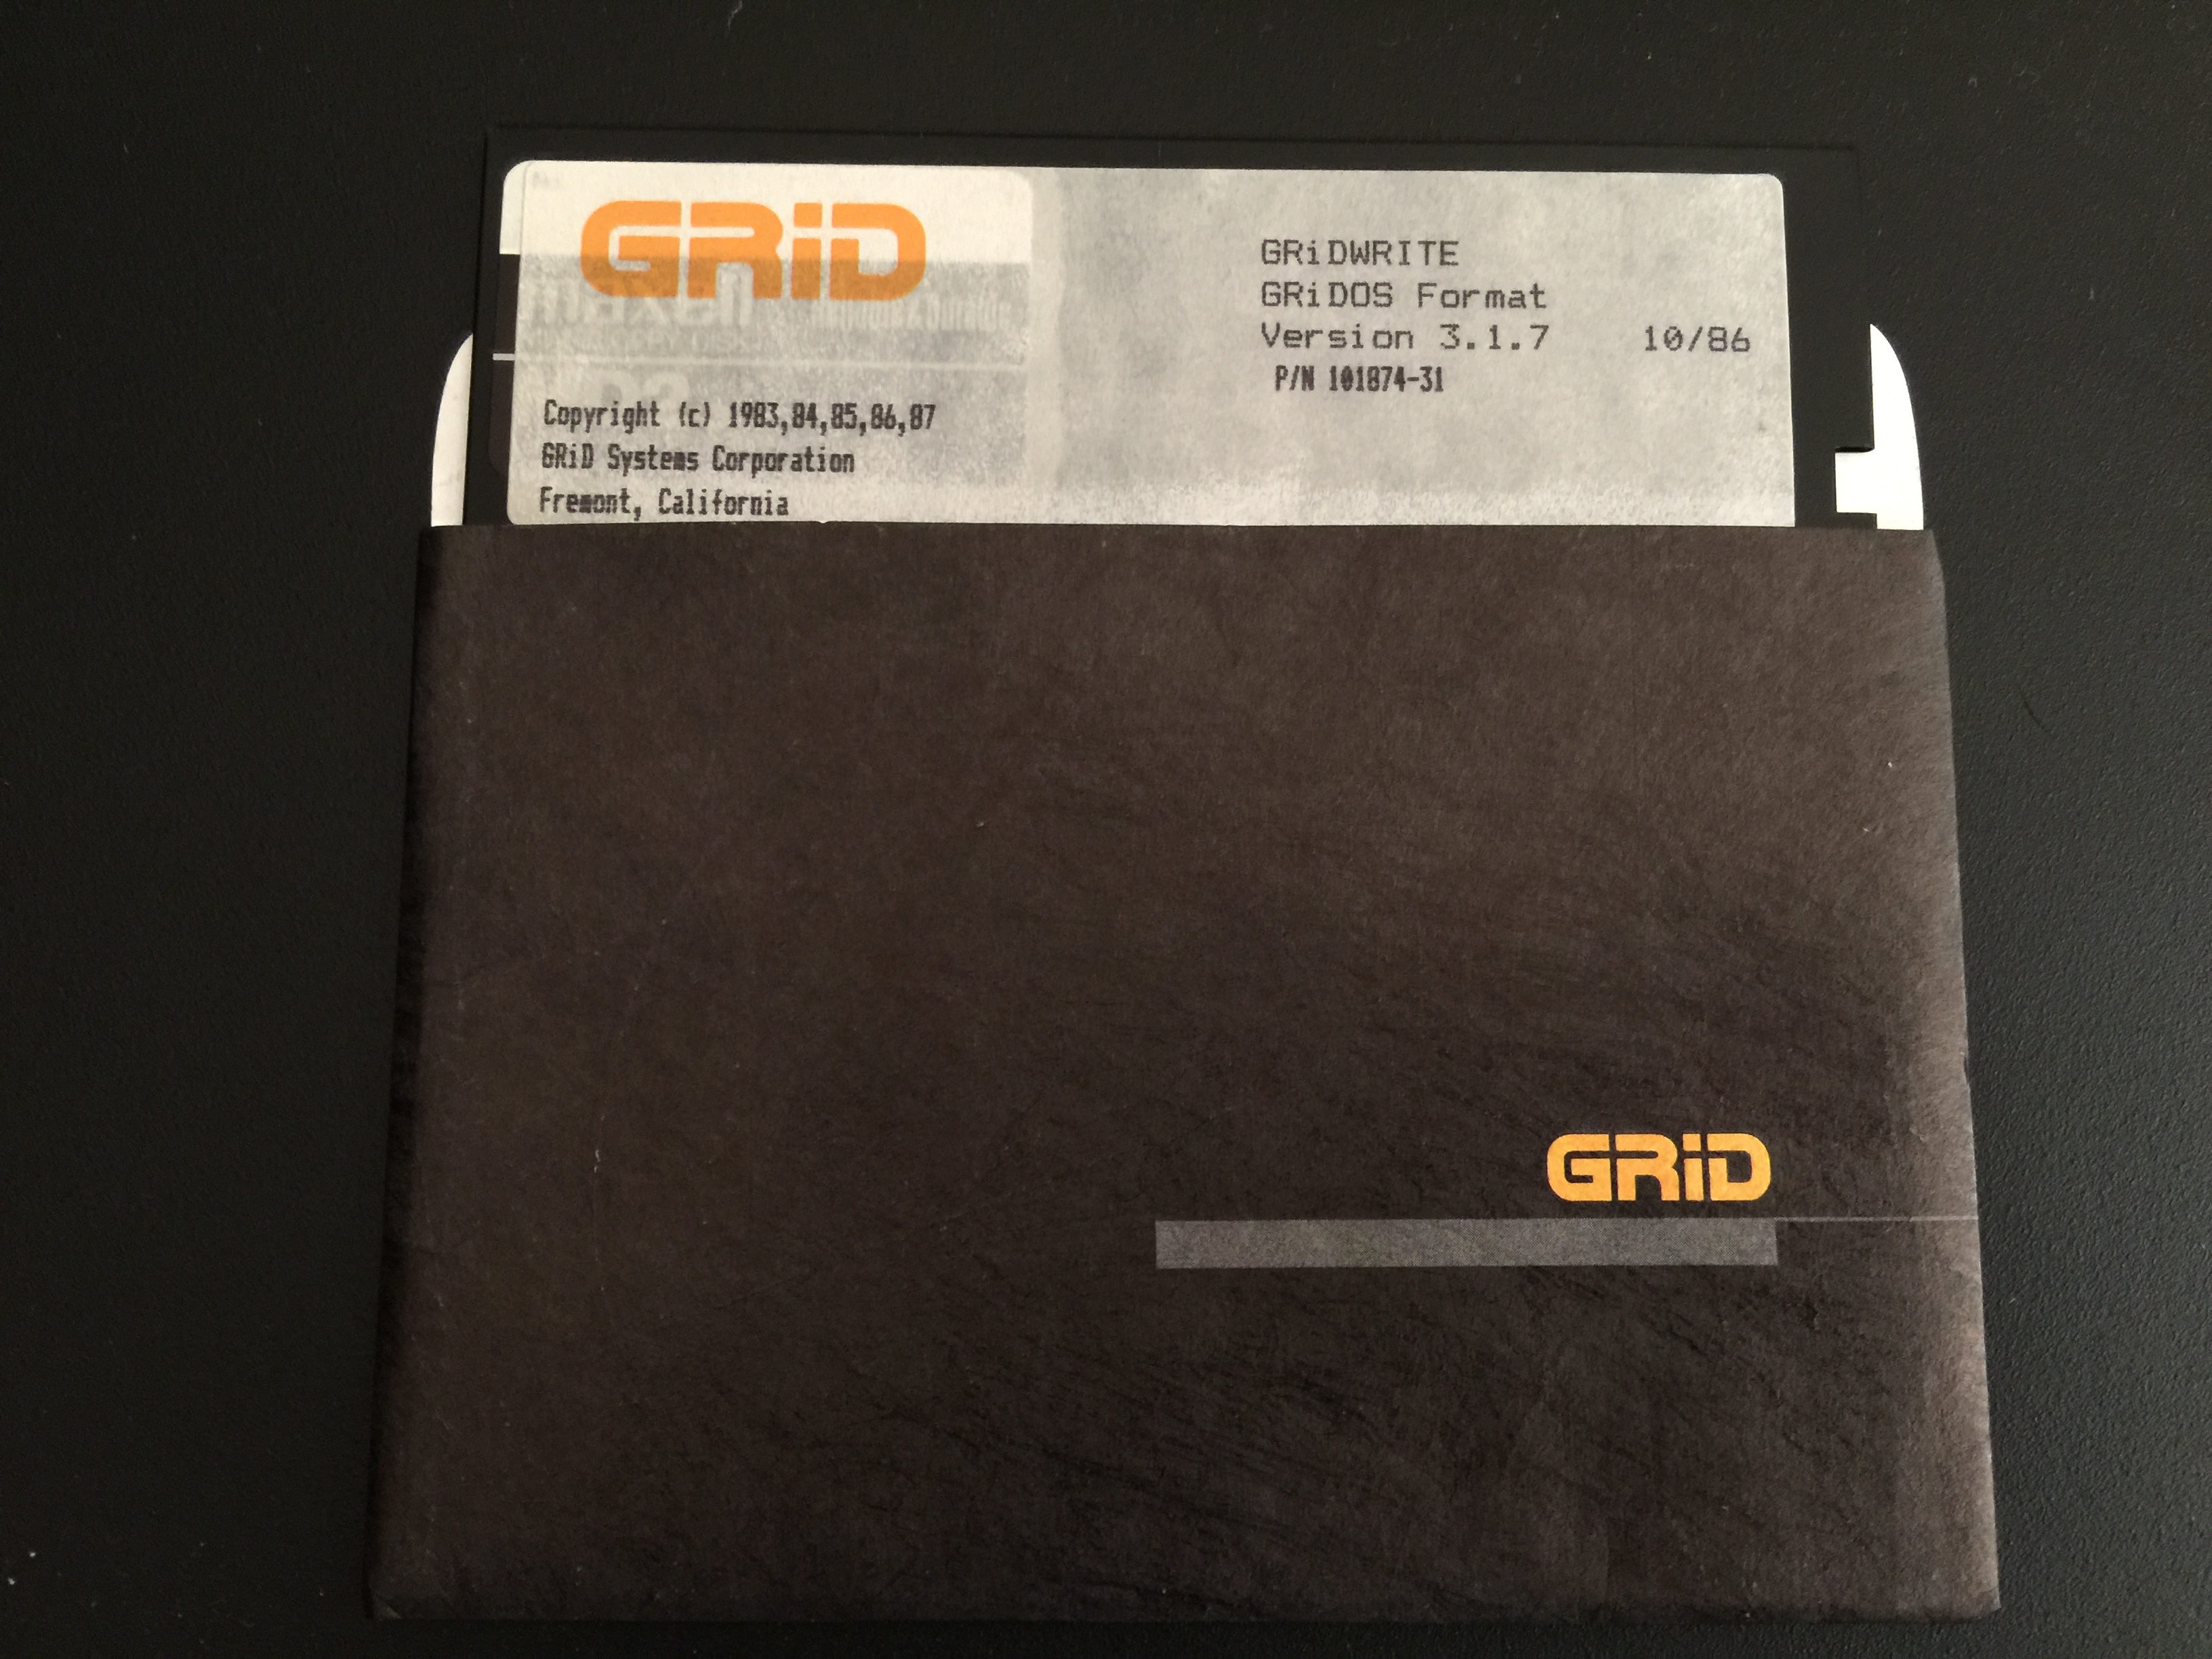 GRiD
GRiDWRITE
GRiDOS Format
Version 3.1.7 10/86
P/N 101874-31
Copyright (c) 1983,84,85,86,87
GRiD Systems Corporation
Fremont, California
GRiD